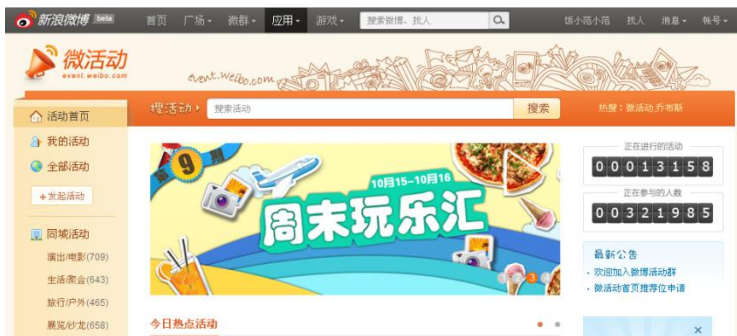 新浪微博 beta 首页 广场 微群 应用 游戏 搜索微博、找人 饭小范小范 找人 消息 帐号
微活动
event.weibo.com
event.weibo.com
搜活动 搜索活动 搜索 热搜：微活动 乔布斯
活动首页
我的活动
全部活动
+发起活动
同城活动
演出/电影(709)
生活/聚会(643)
旅行/户外(465)
展览/沙龙(658)
第9期
10月15-10月16
周末玩乐汇
3 4
今日热点活动
正在进行的活动
00013158
正在参与的人数
00321985
最新公告
· 欢迎加入微博活动群
· 微活动首页推荐位申请
×